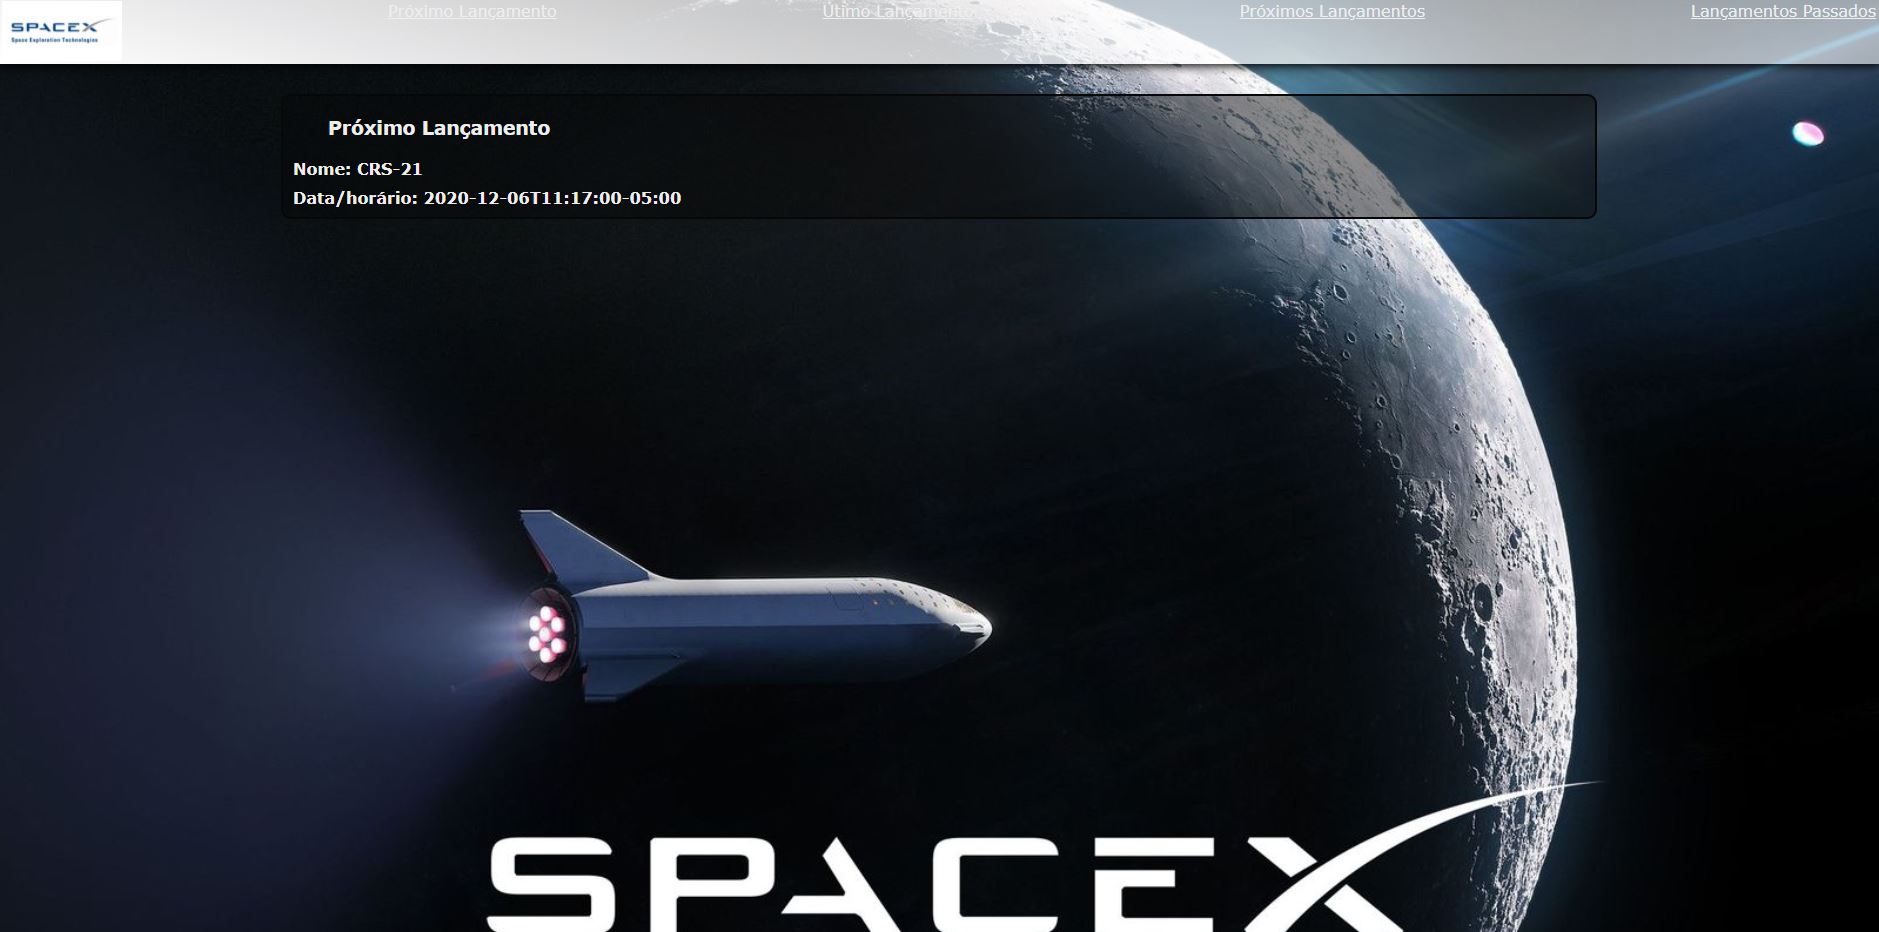 SPACEX
Space Exploration Technologies
Próximo Lançamento
Útimo Lançamento
Próximos Lançamentos
Lançamentos Passados
Próximo Lançamento
Nome: CRS-21
Data/horário: 2020-12-06T11:17:00-05:00
SPACEX